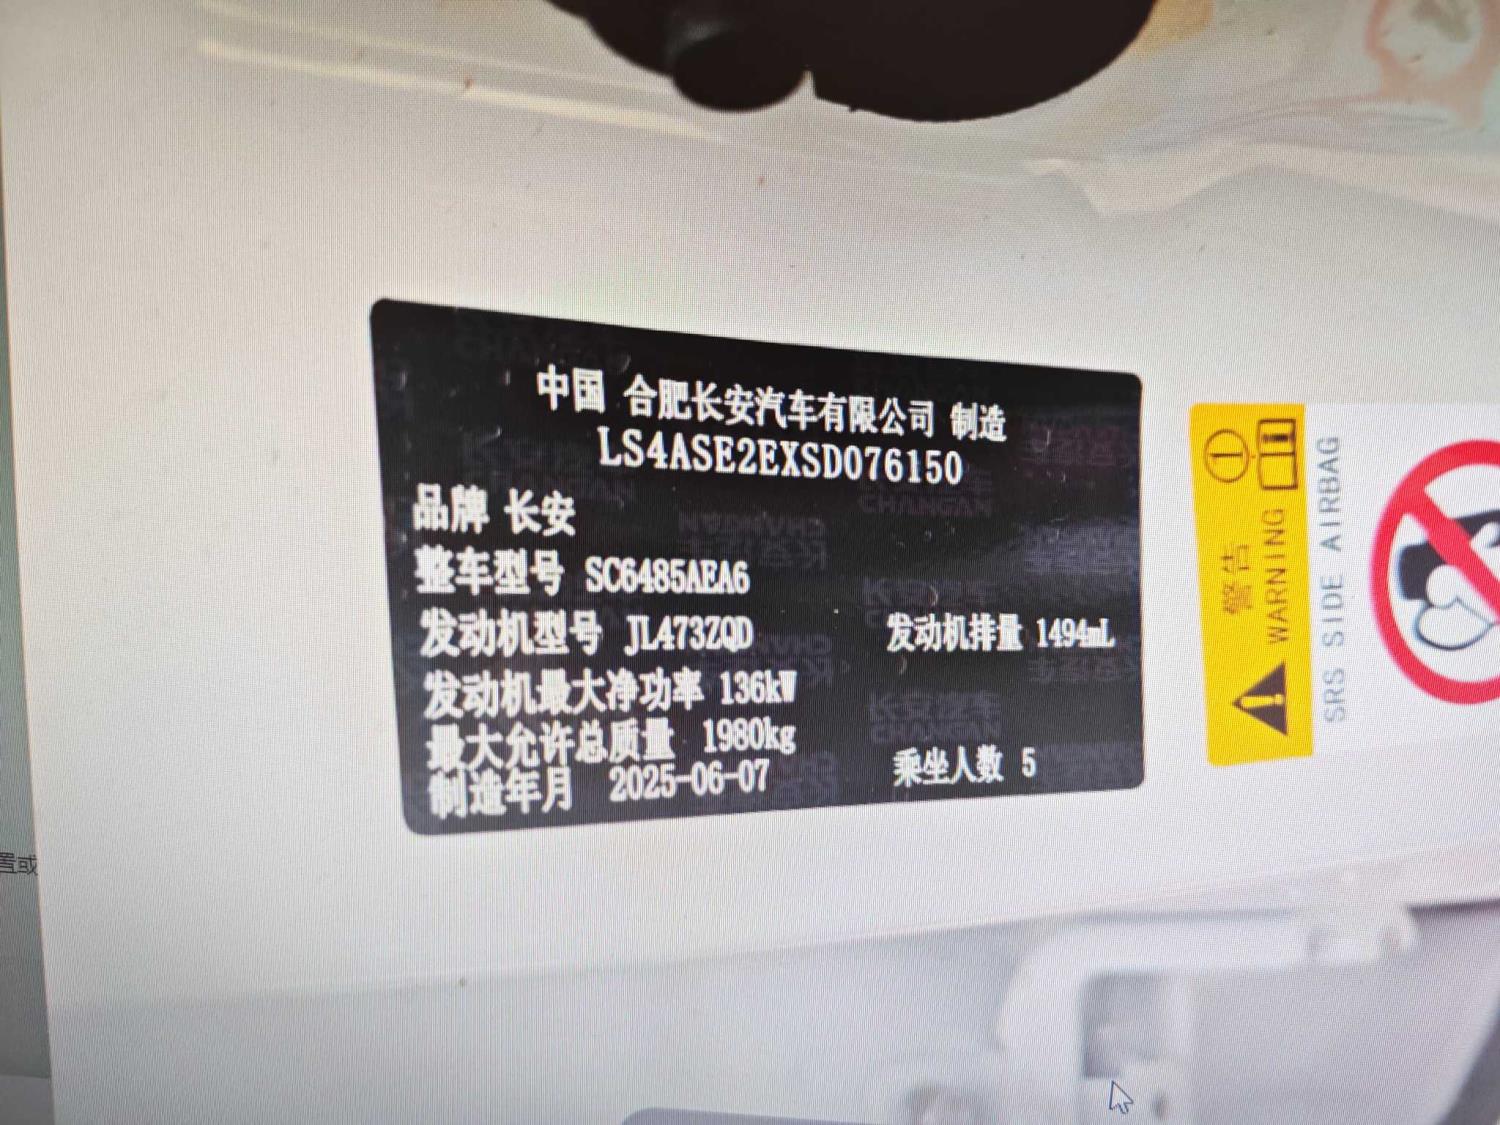 中国 合肥长安汽车有限公司 制造
LS4ASE2EXSD076150
品牌 长安
整车型号 SC6485AEA6
发动机型号 JL473ZQD 发动机排量 1494mL
发动机最大净功率 136kW
最大允许总质量 1980kg
制造年月 2025-06-07 乘坐人数 5
警告
WARNING
SRS SIDE AIRBAG
置或